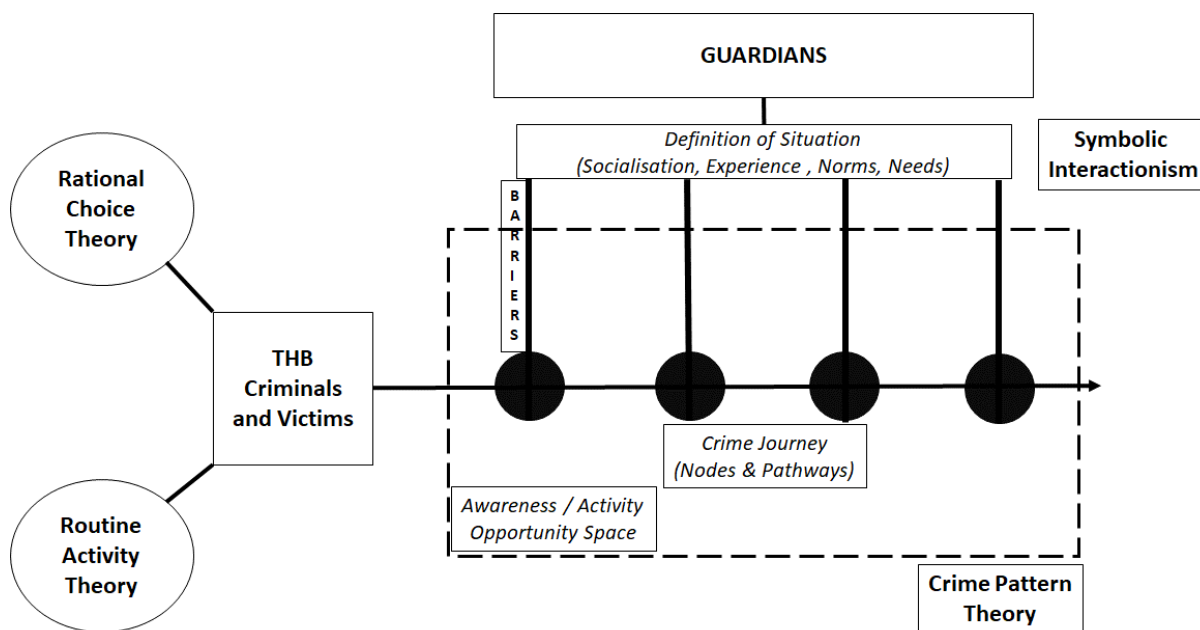 GUARDIANS
Definition of Situation
(Socialisation, Experience , Norms, Needs)
Symbolic
Interactionism
Rational
Choice
Theory
BARRIERS
THB
Criminals
and Victims
Crime Journey
(Nodes & Pathways)
Awareness / Activity
Opportunity Space
Routine
Activity
Theory
Crime Pattern
Theory